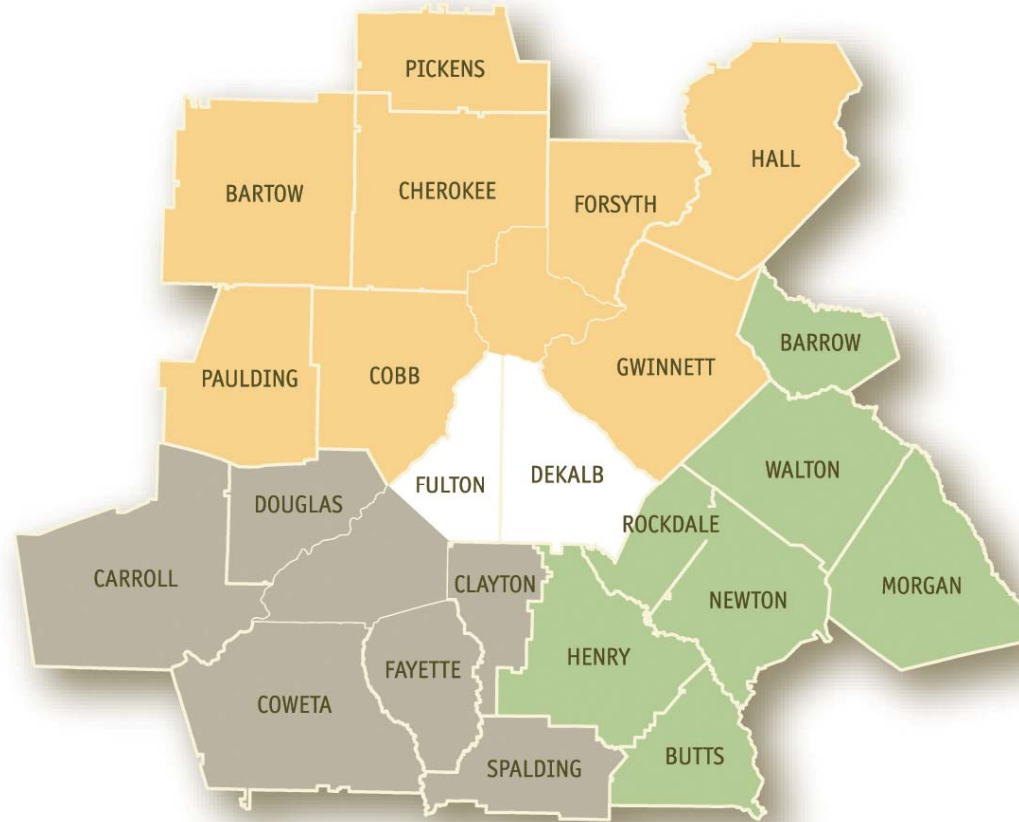 PICKENS
HALL
BARTOW
CHEROKEE
FORSYTH
BARROW
PAULDING
COBB
GWINNETT
WALTON
DEKALB
FULTON
DOUGLAS
ROCKDALE
CARROLL
CLAYTON
MORGAN
NEWTON
HENRY
FAYETTE
COWETA
BUTTS
SPALDING